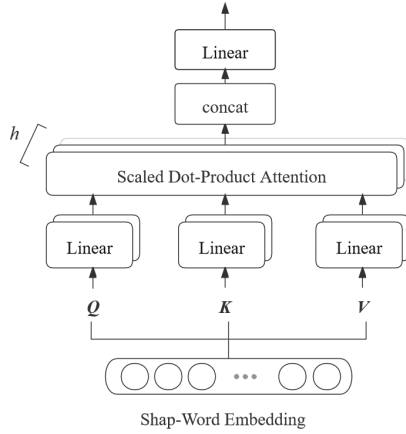 Linear
concat
h
Scaled Dot-Product Attention
Linear Linear Linear
Q K V
Shap-Word Embedding